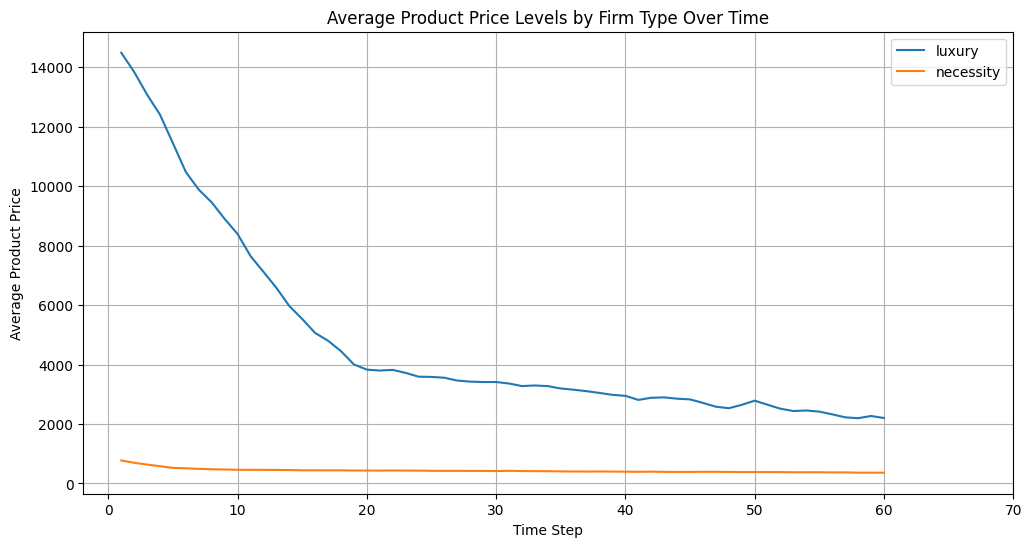 Average Product Price Levels by Firm Type Over Time
luxury
necessity
Average Product Price
14000
12000
10000
8000
6000
4000
2000
0
0 10 20 30 40 50 60 70
Time Step